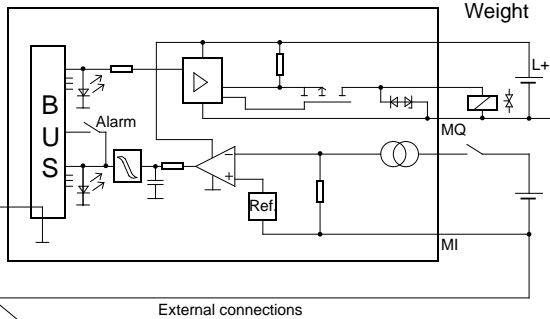 Weight
L+
B
U
S
Alarm
MQ
Ref.
MI
External connections